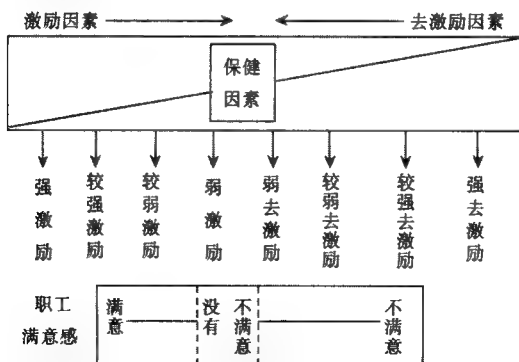 激励因素
去激励因素
保健
因素
强激励
较强激励
较弱激励
弱激励
弱去激励
较弱去激励
较强去激励
强去激励
职工
满意感
满意
没有
不满意
不满意